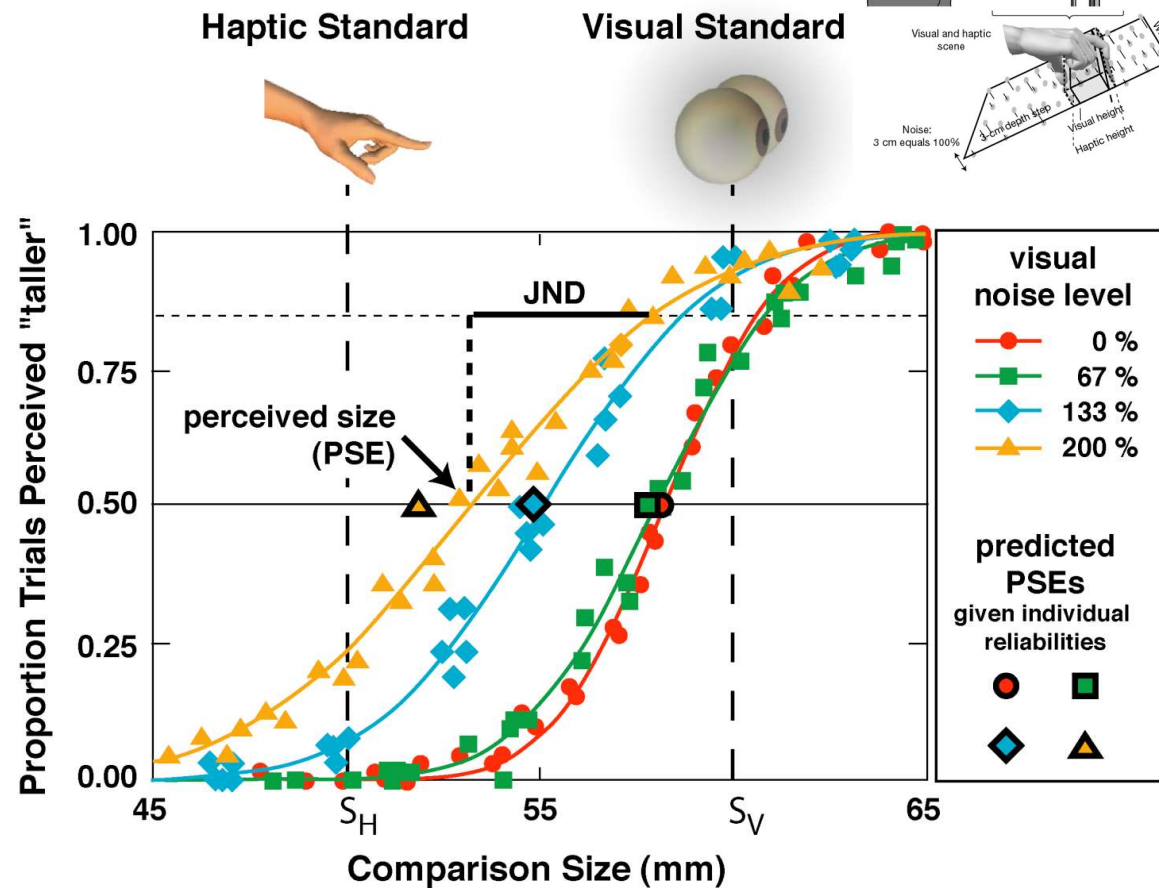 Haptic Standard
Visual Standard
Visual and haptic
scene
3-cm depth step
Visual height
Haptic height
Noise:
3 cm equals 100%
Proportion Trials Perceived "taller"
1.00
0.75
0.50
0.25
0.00
JND
perceived size
(PSE)
45
S_H
55
S_V
65
Comparison Size (mm)
visual
noise level
0 %
67 %
133 %
200 %
predicted
PSEs
given individual
reliabilities